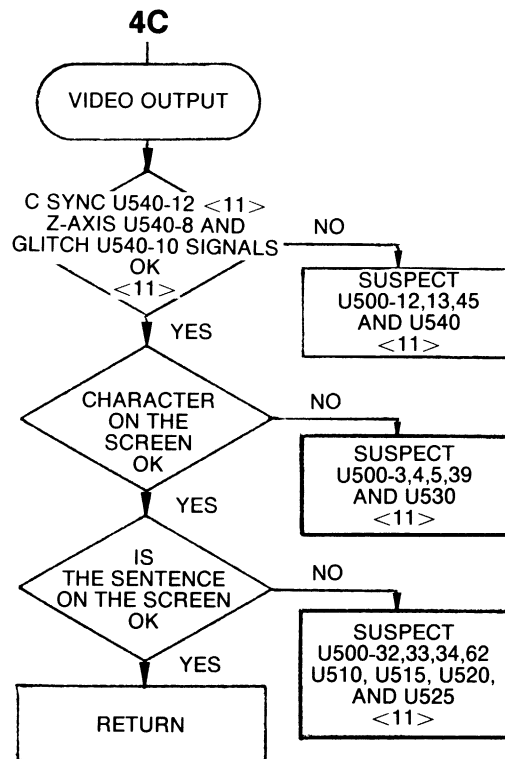 4C
VIDEO OUTPUT
C SYNC U540-12 <11>
Z-AXIS U540-8 AND
GLITCH U540-10 SIGNALS
OK
<11>
NO
SUSPECT
U500-12,13,45
AND U540
<11>
YES
CHARACTER
ON THE
SCREEN
OK
NO
SUSPECT
U500-3,4,5,39
AND U530
<11>
YES
IS
THE SENTENCE
ON THE SCREEN
OK
NO
SUSPECT
U500-32,33,34,62
U510, U515, U520,
AND U525
<11>
YES
RETURN